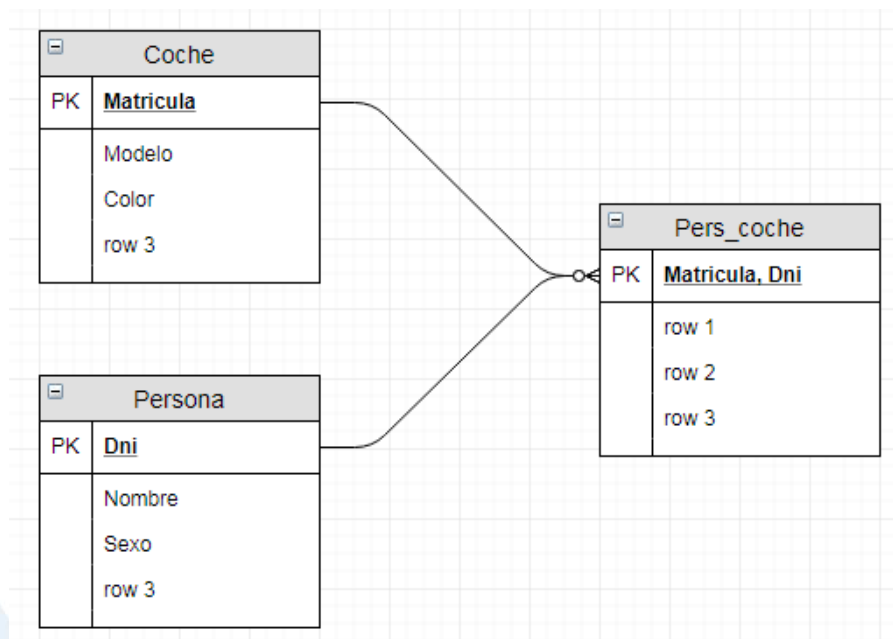 Coche
PK Matricula
Modelo
Color
row 3
Persona
PK Dni
Nombre
Sexo
row 3
Pers_coche
PK Matricula, Dni
row 1
row 2
row 3